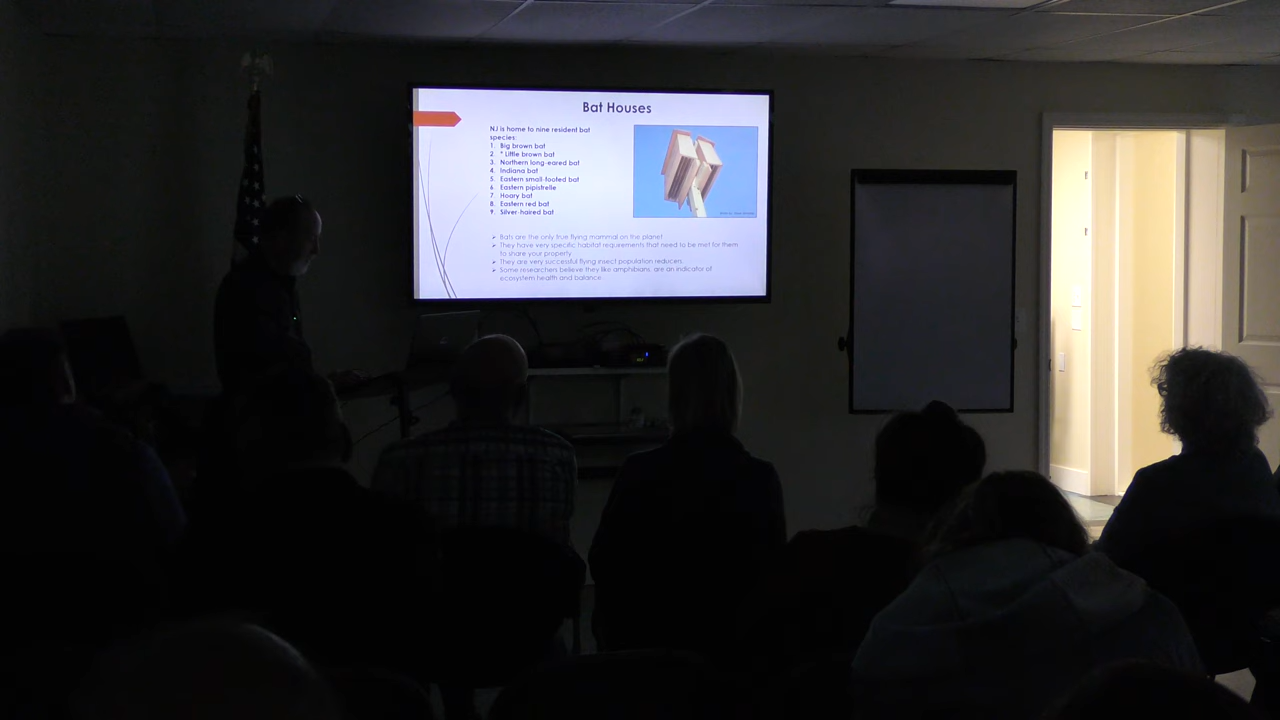 Bat Houses
NJ is home to nine resident bat
species:
1. Big brown bat
2. * Little brown bat
3. Northern long-eared bat
4. Indiana bat
5. Eastern small-footed bat
6. Eastern pipistrelle
7. Hoary bat
8. Eastern red bat
9. Silver-haired bat
➢ Bats are the only true flying mammal on the planet
➢ They have very specific habitat requirements that need to be met for them
to share your property
➢ They are very successful flying insect population reducers.
➢ Some researchers believe they like amphibians, are an indicator of
ecosystem health and balance